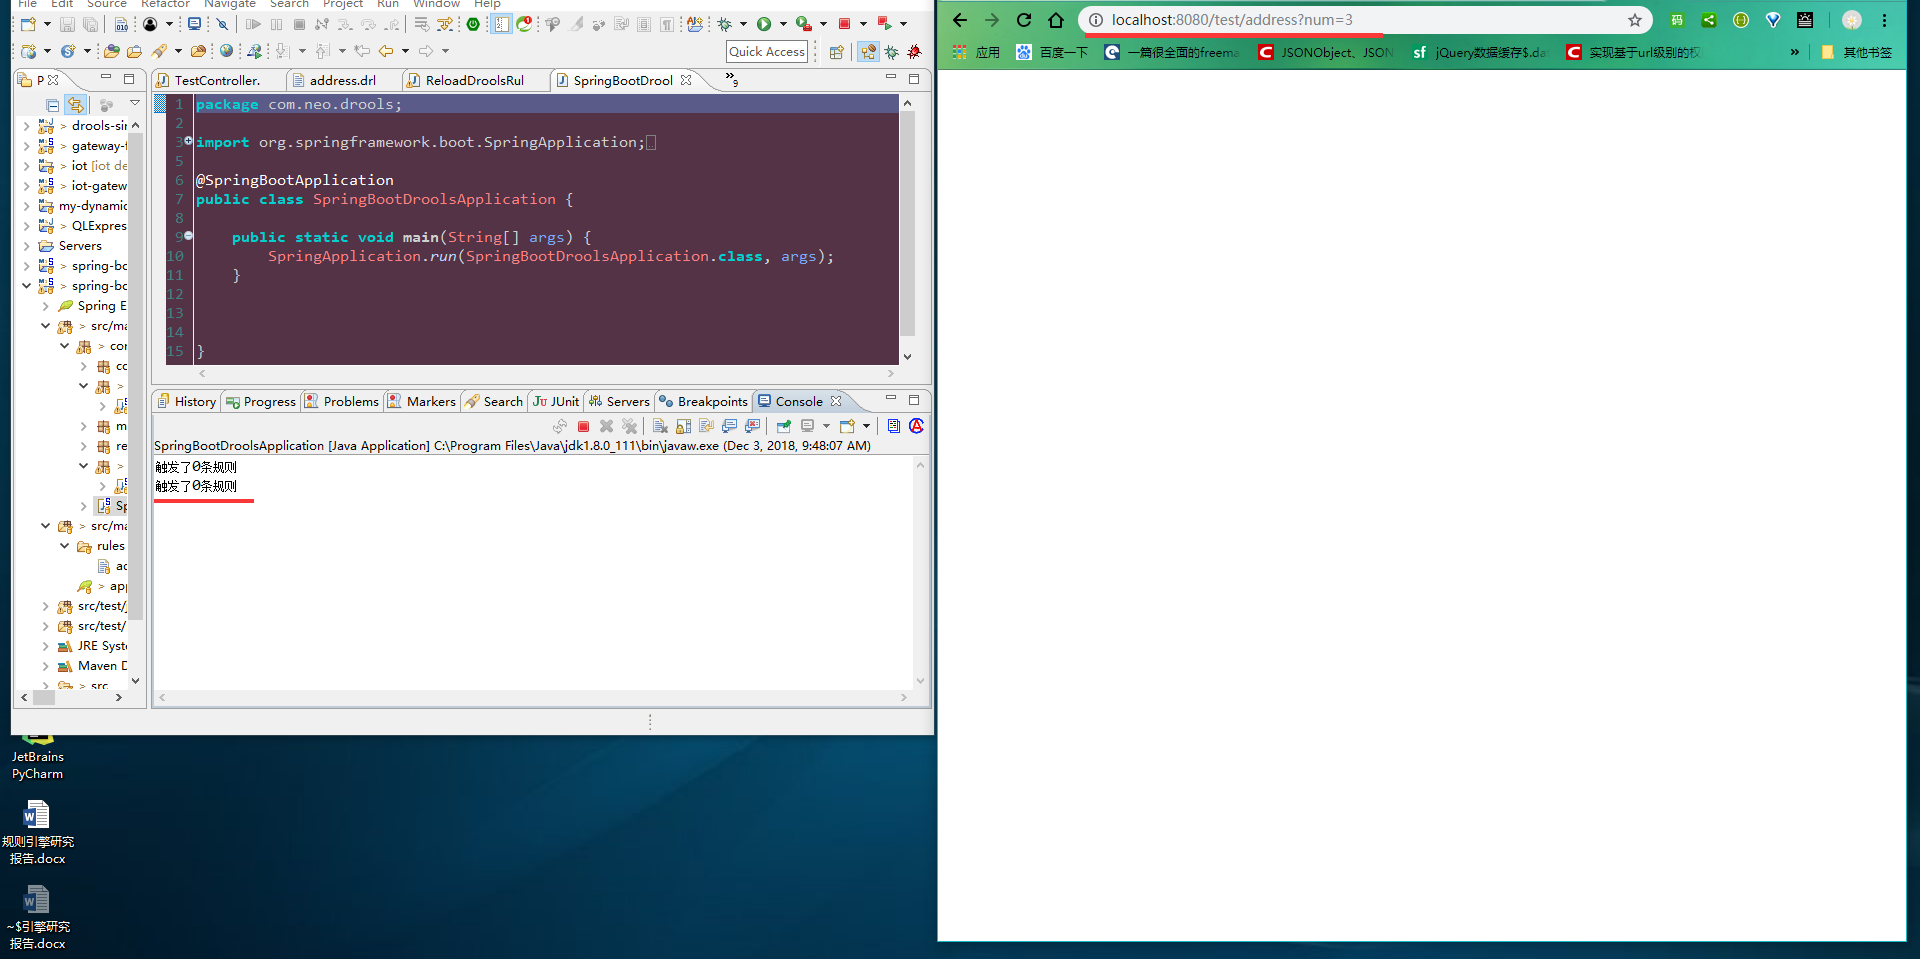 File Edit Source Refactor Navigate Search Project Run Window Help
Quick Access
P
TestController.
address.drl
ReloadDroolsRul
SpringBootDrool
9
> drools-sir
> gateway-f
> iot [iot de
> iot-gatew
my-dynamic
> QLExpres
Servers
> spring-bo
> spring-bo
Spring E
> src/ma
> cor
cc
>
m
re
>
Sp
> src/ma
rules
ac
> app
src/test/j
src/test/
JRE Syste
Maven D
> src
1 package com.neo.drools;
2
3 import org.springframework.boot.SpringApplication;
5
6 @SpringBootApplication
7 public class SpringBootDroolsApplication {
8
9 public static void main(String[] args) {
10 SpringApplication.run(SpringBootDroolsApplication.class, args);
11 }
12
13
14
15 }
History Progress Problems Markers Search JUnit Servers Breakpoints Console
SpringBootDroolsApplication [Java Application] C:\Program Files\Java\jdk1.8.0_111\bin\javaw.exe (Dec 3, 2018, 9:48:07 AM)
触发了0条规则
触发了0条规则
JetBrains
PyCharm
规则引擎研究
报告.docx
~$引擎研究
报告.docx
localhost:8080/test/address?num=3
码
应用 百度一下 一篇很全面的freema JSONObject、JSON jQuery数据缓存$.da 实现基于url级别的权 » 其他书签